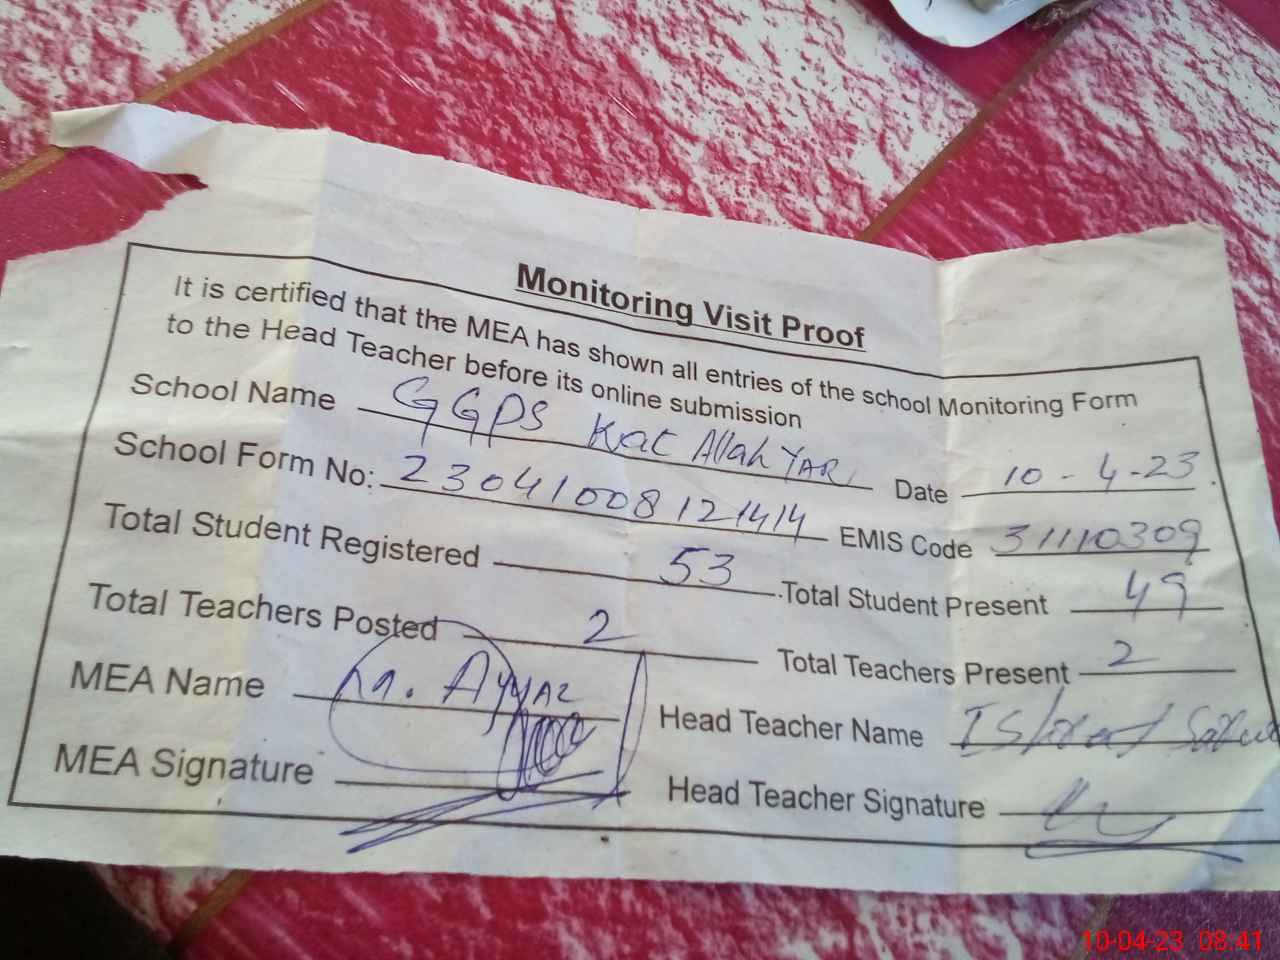 Monitoring Visit Proof
It is certified that the MEA has shown all entries of the school Monitoring Form
to the Head Teacher before its online submission
School Name GGPS Kat Allah YAR Date 10-4-23
School Form No: 23041008121414 EMIS Code 31110309
Total Student Registered 53 Total Student Present 49
Total Teachers Posted 2 Total Teachers Present 2
MEA Name M. Ayyaz Head Teacher Name
MEA Signature Head Teacher Signature
10-04-23 08:41